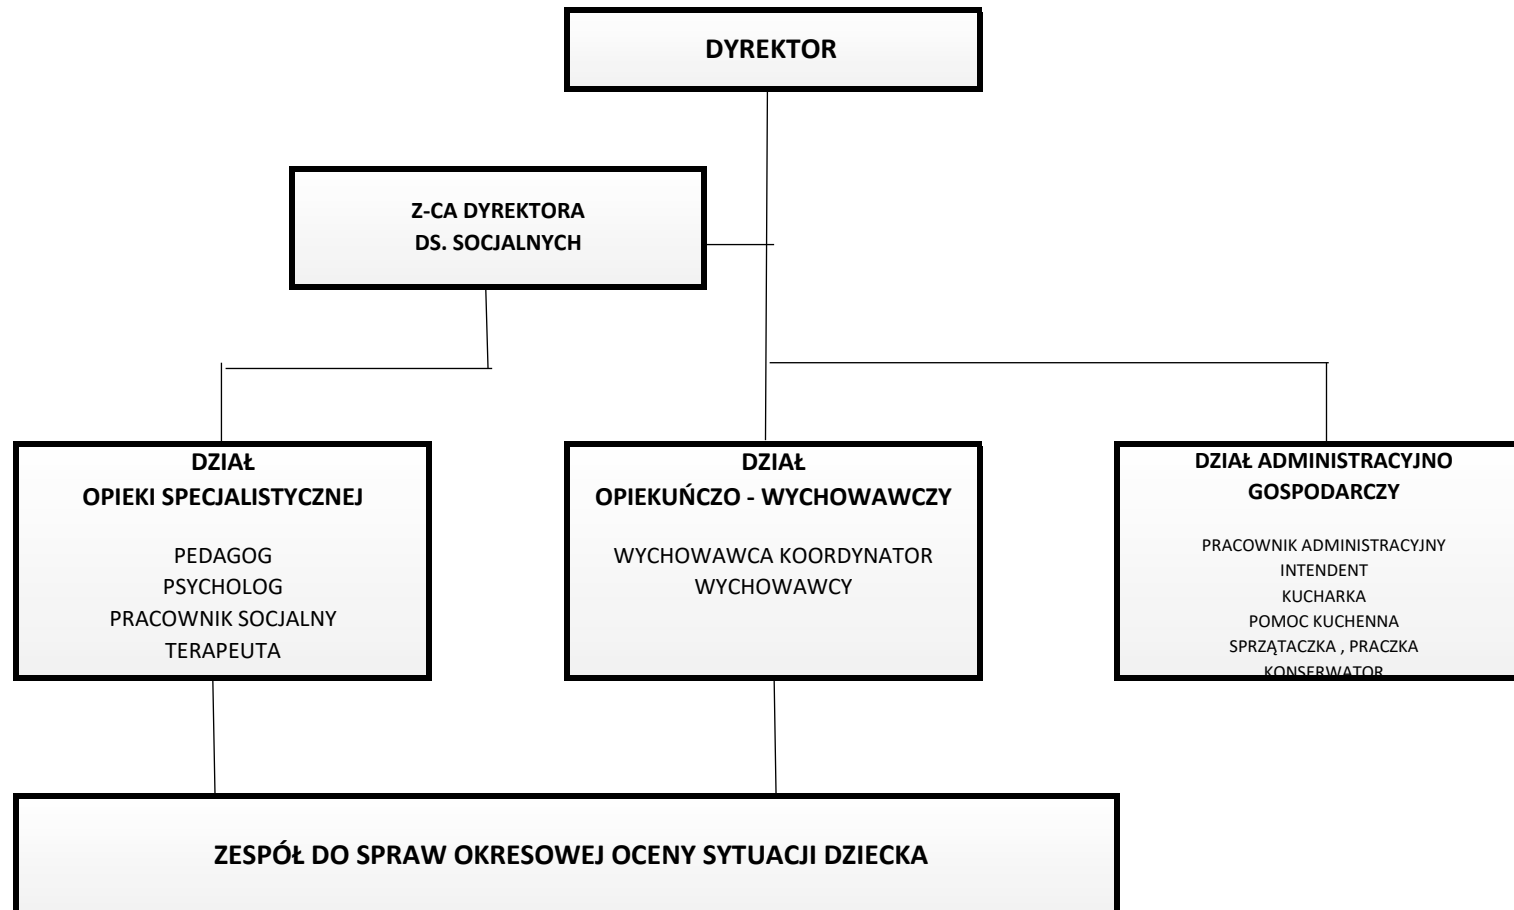 DYREKTOR
Z-CA DYREKTORA
DS. SOCJALNYCH
DZIAŁ
OPIEKI SPECJALISTYCZNEJ
PEDAGOG
PSYCHOLOG
PRACOWNIK SOCJALNY
TERAPEUTA
DZIAŁ
OPIEKUŃCZO - WYCHOWAWCZY
WYCHOWAWCA KOORDYNATOR
WYCHOWAWCY
DZIAŁ ADMINISTRACYJNO
GOSPODARCZY
PRACOWNIK ADMINISTRACYJNY
INTENDENT
KUCHARKA
POMOC KUCHENNA
SPRZĄTACZKA , PRACZKA
KONSERWATOR
ZESPÓŁ DO SPRAW OKRESOWEJ OCENY SYTUACJI DZIECKA